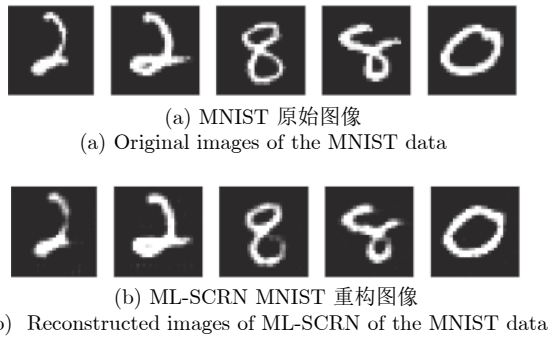 (a) MNIST 原始图像
(a) Original images of the MNIST data
(b) ML-SCRN MNIST 重构图像
) Reconstructed images of ML-SCRN of the MNIST data